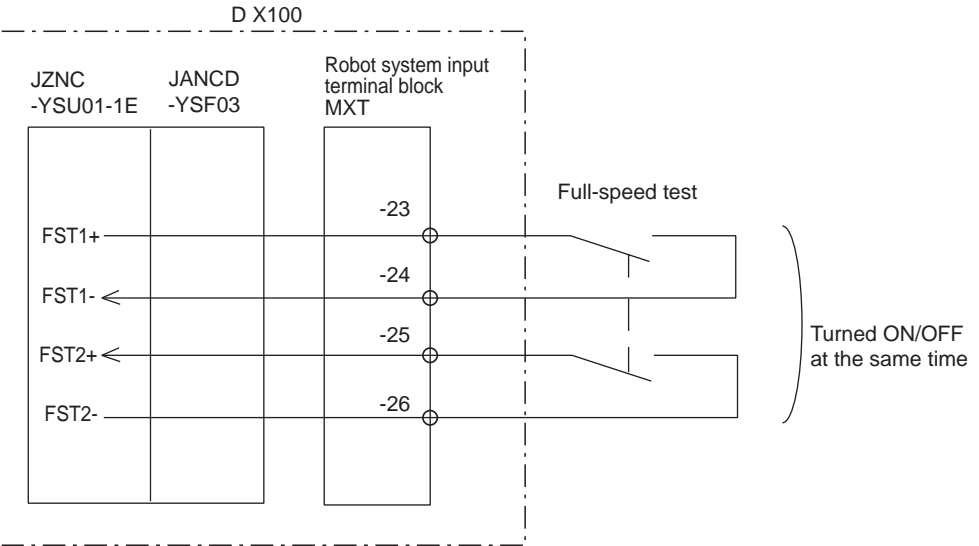 D X100
JZNC
-YSU01-1E
JANCD
-YSF03
Robot system input
terminal block
MXT
Full-speed test
-23
FST1+
-24
FST1-
-25
FST2+
-26
FST2-
Turned ON/OFF
at the same time